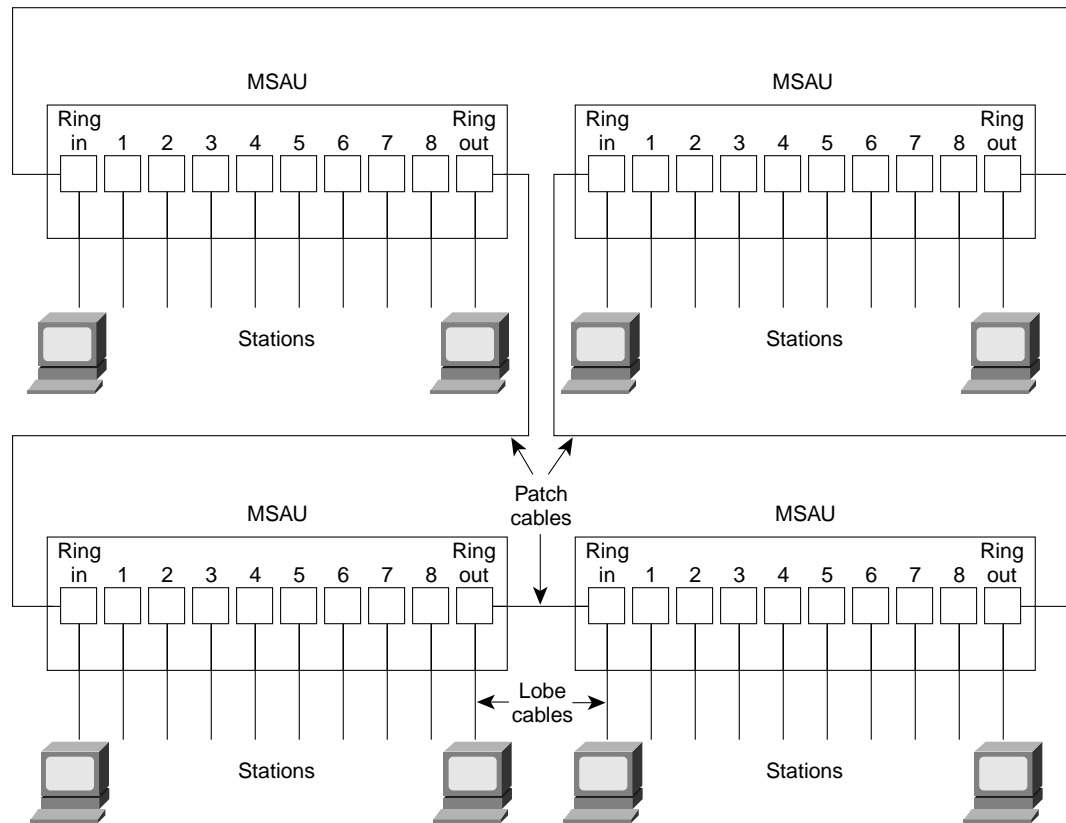 MSAU
Ring in 1 2 3 4 5 6 7 8 Ring out
Stations
MSAU
Ring in 1 2 3 4 5 6 7 8 Ring out
Stations
Patch
cables
MSAU
Ring in 1 2 3 4 5 6 7 8 Ring out
Stations
MSAU
Ring in 1 2 3 4 5 6 7 8 Ring out
Stations
Lobe
cables